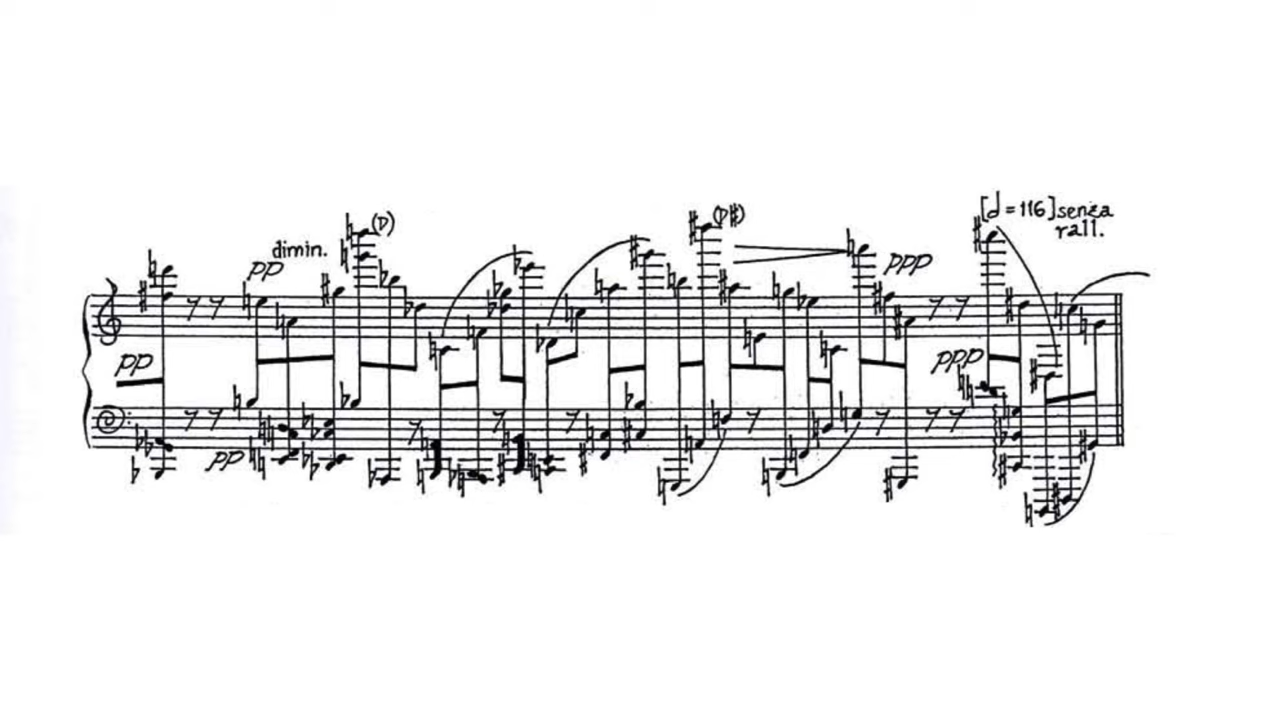 [𝅗𝅥 = 116] senza
rall.
(D)
(D#)
dimin.
pp
ppp
pp
ppp
pp